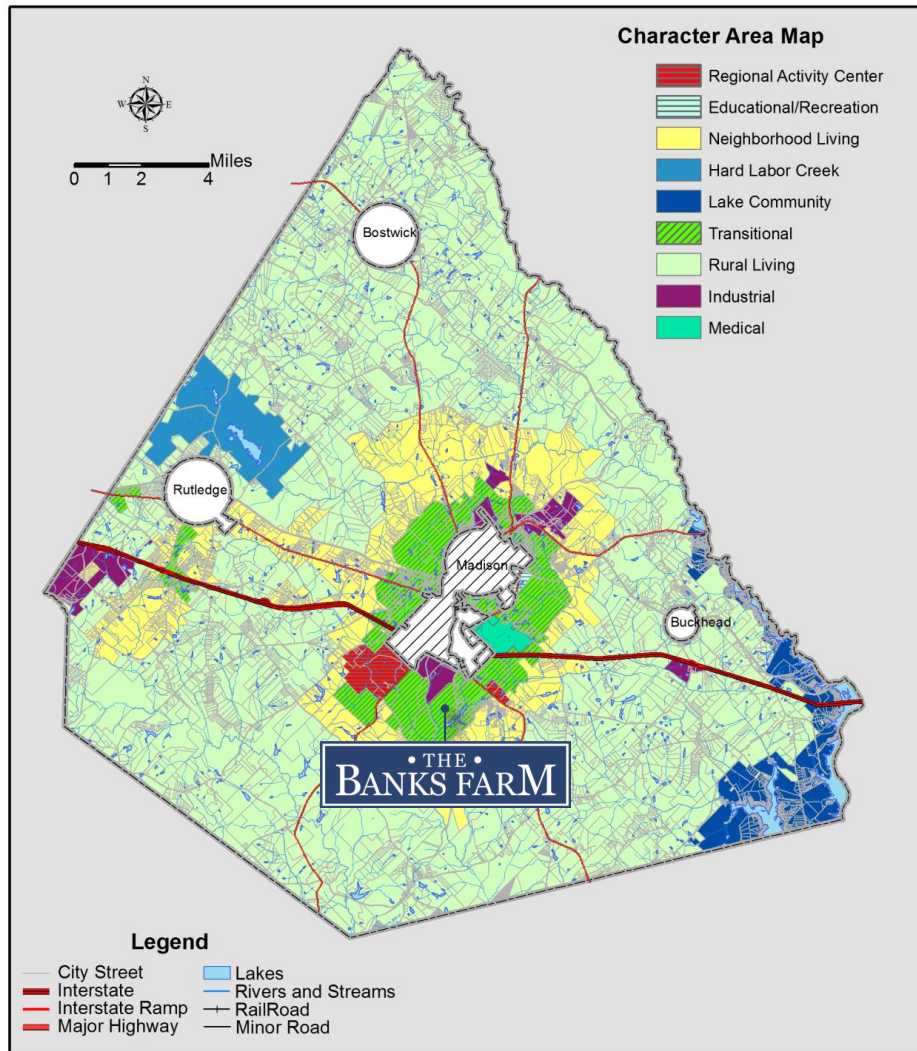 Character Area Map
Regional Activity Center
Educational/Recreation
Neighborhood Living
Hard Labor Creek
Lake Community
Transitional
Rural Living
Industrial
Medical
N
W E
S
Miles
0 1 2 4
Bostwick
Rutledge
Madison
Buckhead
• THE •
BANKS FARM
Legend
City Street
Interstate
Interstate Ramp
Major Highway
Lakes
Rivers and Streams
RailRoad
Minor Road